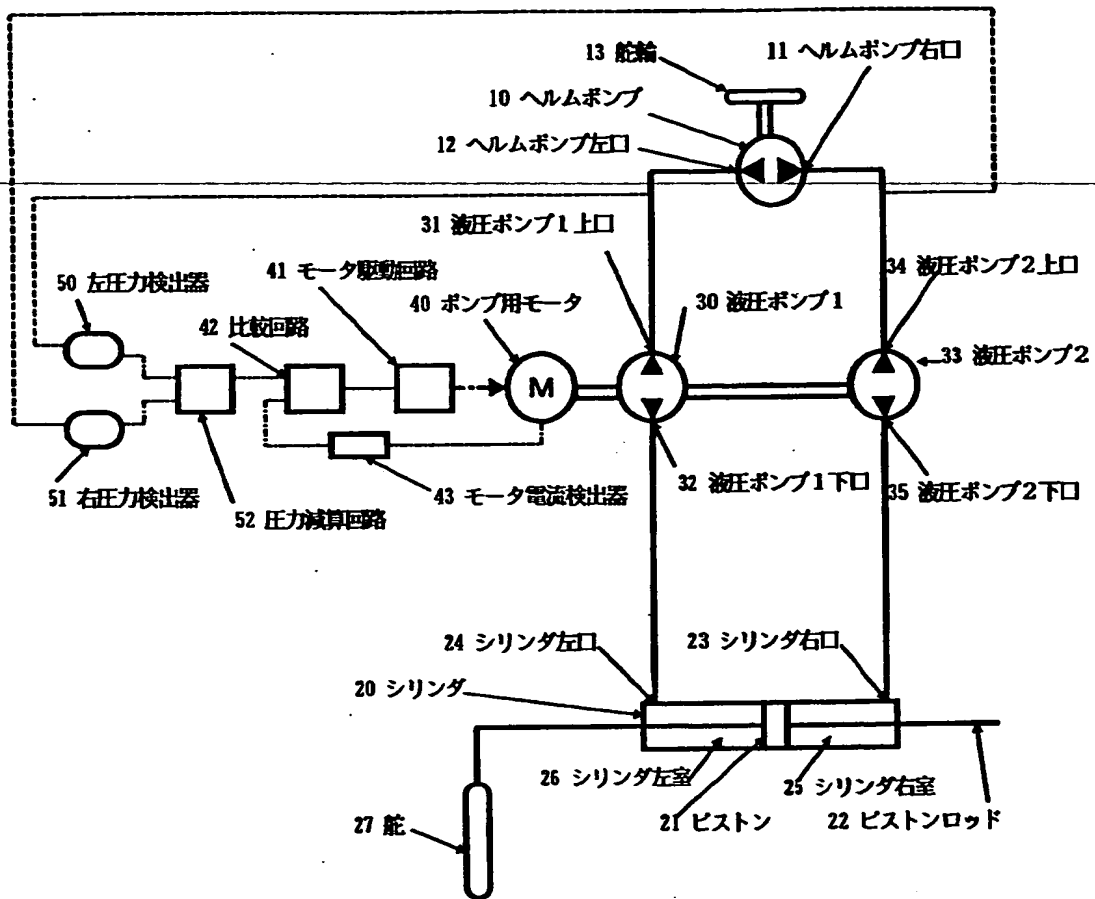 13 舵輪
11 ヘルムポンプ右口
10 ヘルムポンプ
12 ヘルムポンプ左口
31 液圧ポンプ1上口
34 液圧ポンプ2上口
50 左圧力検出器
41 モータ駆動回路
40 ポンプ用モータ
30 液圧ポンプ1
42 比較回路
33 液圧ポンプ2
M
51 右圧力検出器
43 モータ電流検出器
32 液圧ポンプ1下口
35 液圧ポンプ2下口
52 圧力減算回路
24 シリンダ左口
23 シリンダ右口
20 シリンダ
26 シリンダ左室
25 シリンダ右室
27 舵
21 ピストン
22 ピストンロッド